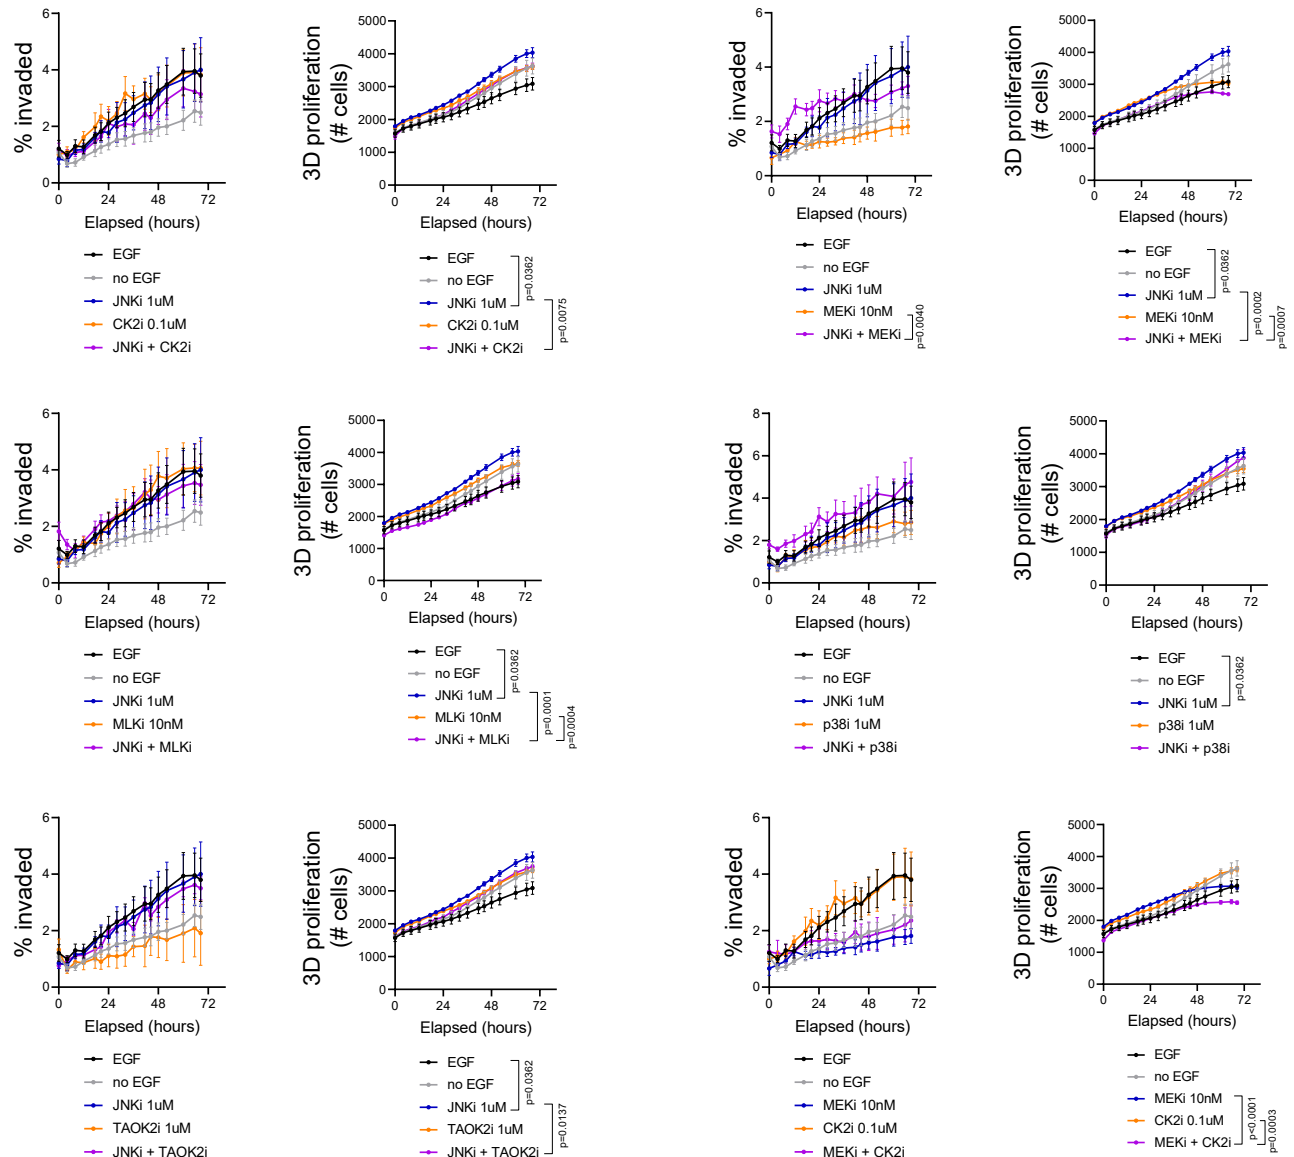 % invaded
6
4
2
0
0
24
48
72
Elapsed (hours)
EGF
no EGF
JNKi 1uM
CK2i 0.1uM
JNKi + CK2i
3D proliferation
(# cells)
5000
4000
3000
2000
1000
0
0
24
48
72
Elapsed (hours)
EGF
no EGF
JNKi 1uM
CK2i 0.1uM
JNKi + CK2i
p=0.0362
p=0.0075
% invaded
6
4
2
0
0
24
48
72
Elapsed (hours)
EGF
no EGF
JNKi 1uM
MEKi 10nM
JNKi + MEKi
p=0.0040
3D proliferation
(# cells)
5000
4000
3000
2000
1000
0
0
24
48
72
Elapsed (hours)
EGF
no EGF
JNKi 1uM
MEKi 10nM
JNKi + MEKi
p=0.0362
p=0.0002
p=0.0007
% invaded
6
4
2
0
0
24
48
72
Elapsed (hours)
EGF
no EGF
JNKi 1uM
MLKi 10nM
JNKi + MLKi
3D proliferation
(# cells)
5000
4000
3000
2000
1000
0
0
24
48
72
Elapsed (hours)
EGF
no EGF
JNKi 1uM
MLKi 10nM
JNKi + MLKi
p=0.0362
p=0.0001
p=0.0004
% invaded
8
6
4
2
0
0
24
48
72
Elapsed (hours)
EGF
no EGF
JNKi 1uM
p38i 1uM
JNKi + p38i
3D proliferation
(# cells)
5000
4000
3000
2000
1000
0
0
24
48
72
Elapsed (hours)
EGF
no EGF
JNKi 1uM
p38i 1uM
JNKi + p38i
p=0.0362
% invaded
6
4
2
0
0
24
48
72
Elapsed (hours)
EGF
no EGF
JNKi 1uM
TAOK2i 1uM
JNKi + TAOK2i
3D proliferation
(# cells)
5000
4000
3000
2000
1000
0
0
24
48
72
Elapsed (hours)
EGF
no EGF
JNKi 1uM
TAOK2i 1uM
JNKi + TAOK2i
p=0.0362
p=0.0137
% invaded
6
4
2
0
0
24
48
72
Elapsed (hours)
EGF
no EGF
MEKi 10nM
CK2i 0.1uM
MEKi + CK2i
3D proliferation
(# cells)
5000
4000
3000
2000
1000
0
0
24
48
72
Elapsed (hours)
EGF
no EGF
MEKi 10nM
CK2i 0.1uM
MEKi + CK2i
p<0.0001
p=0.0003